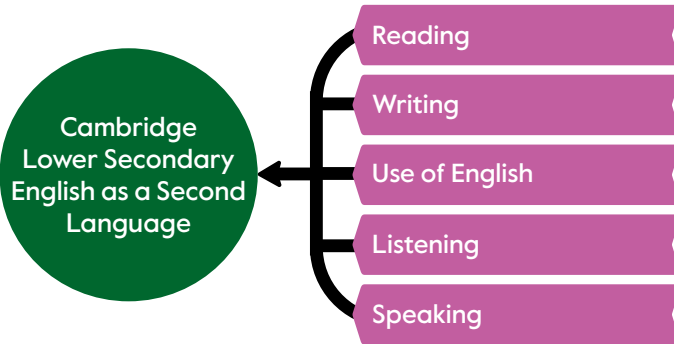 Cambridge
Lower Secondary
English as a Second
Language
Reading
Writing
Use of English
Listening
Speaking